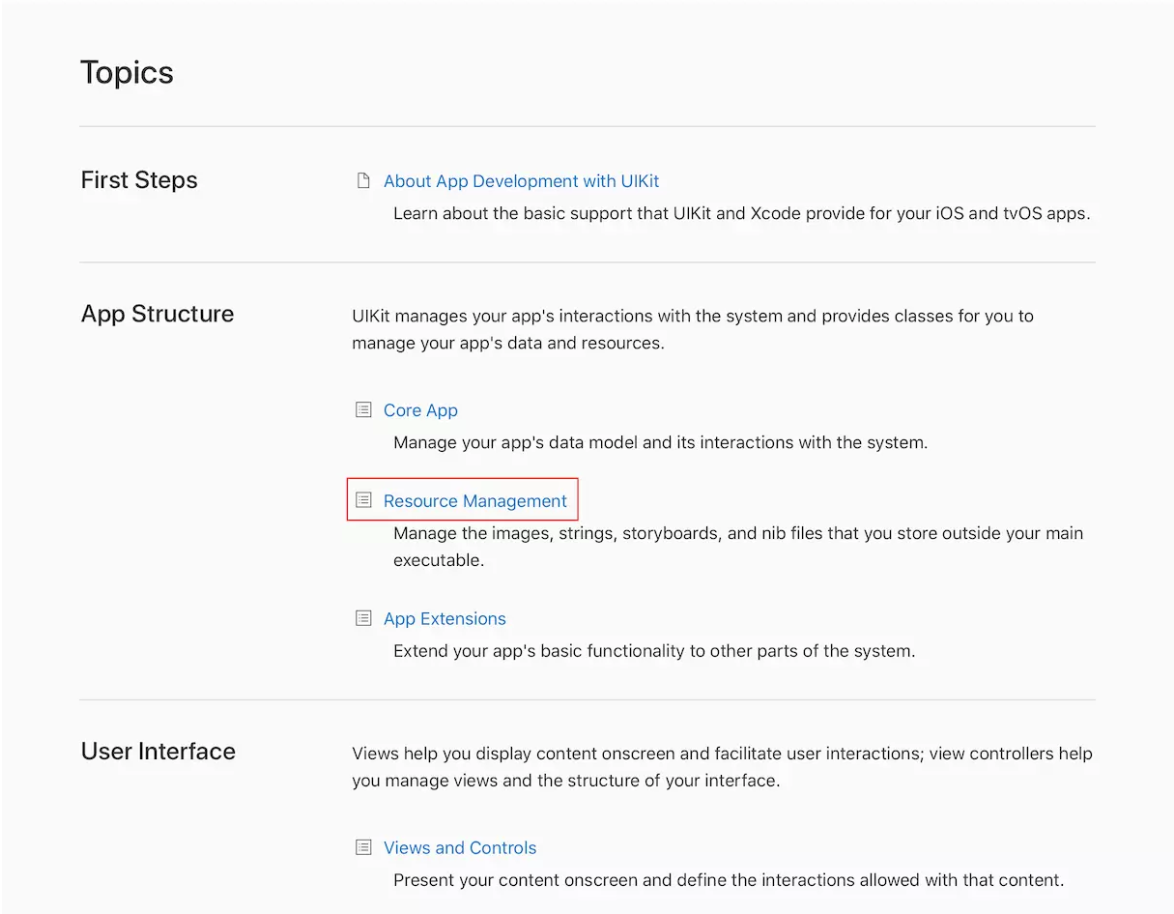 Topics
First Steps
About App Development with UIKit
Learn about the basic support that UIKit and Xcode provide for your iOS and tvOS apps.
App Structure
UIKit manages your app's interactions with the system and provides classes for you to
manage your app's data and resources.
Core App
Manage your app's data model and its interactions with the system.
Resource Management
Manage the images, strings, storyboards, and nib files that you store outside your main
executable.
App Extensions
Extend your app's basic functionality to other parts of the system.
User Interface
Views help you display content onscreen and facilitate user interactions; view controllers help
you manage views and the structure of your interface.
Views and Controls
Present your content onscreen and define the interactions allowed with that content.